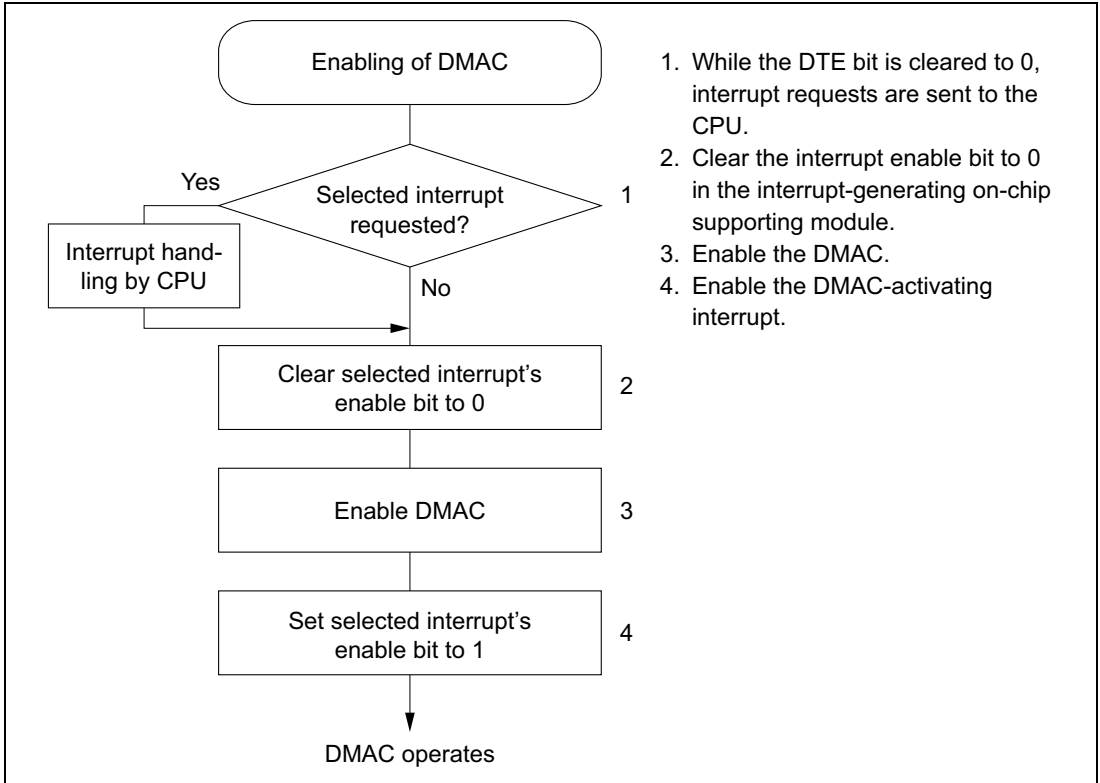 Enabling of DMAC
Selected interrupt
requested?
1
Yes
Interrupt hand-
ling by CPU
No
Clear selected interrupt's
enable bit to 0
2
Enable DMAC
3
Set selected interrupt's
enable bit to 1
4
DMAC operates
1. While the DTE bit is cleared to 0,
interrupt requests are sent to the
CPU.
2. Clear the interrupt enable bit to 0
in the interrupt-generating on-chip
supporting module.
3. Enable the DMAC.
4. Enable the DMAC-activating
interrupt.